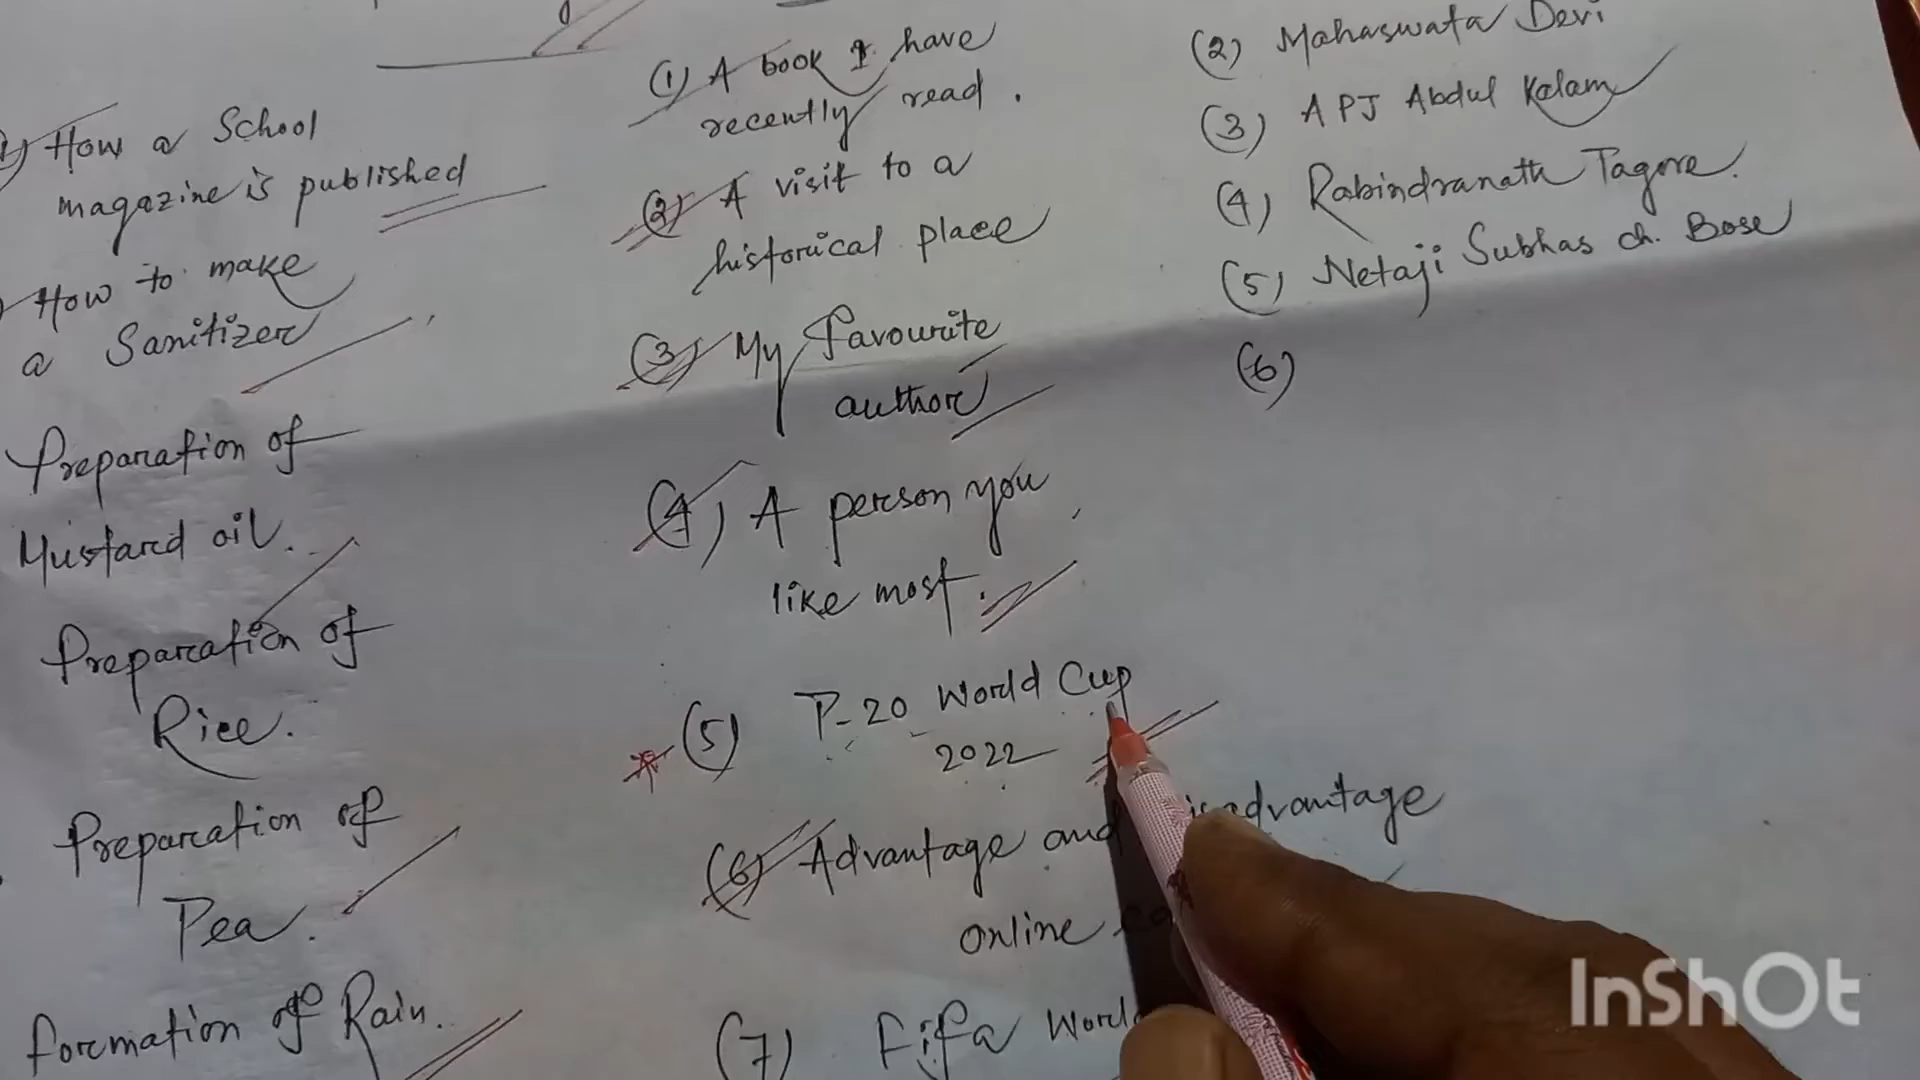 How a School
magazine is published
How to make
a Sanitizer
Preparation of
Mustard oil.
Preparation of
Rice.
Preparation of
Pea.
Formation of Rain.
(1) A book I have
recently read.
(2) A visit to a
historical place
(3) My Favourite
author
(4) A person you
like most.
(5) P-20 World Cup
2022
(6) Advantage and
online
(7) Fifa World
(2) Mahaswata Devi
(3) APJ Abdul Kalam
(4) Rabindranath Tagore.
(5) Netaji Subhas ch. Bose
(6)
InShOt